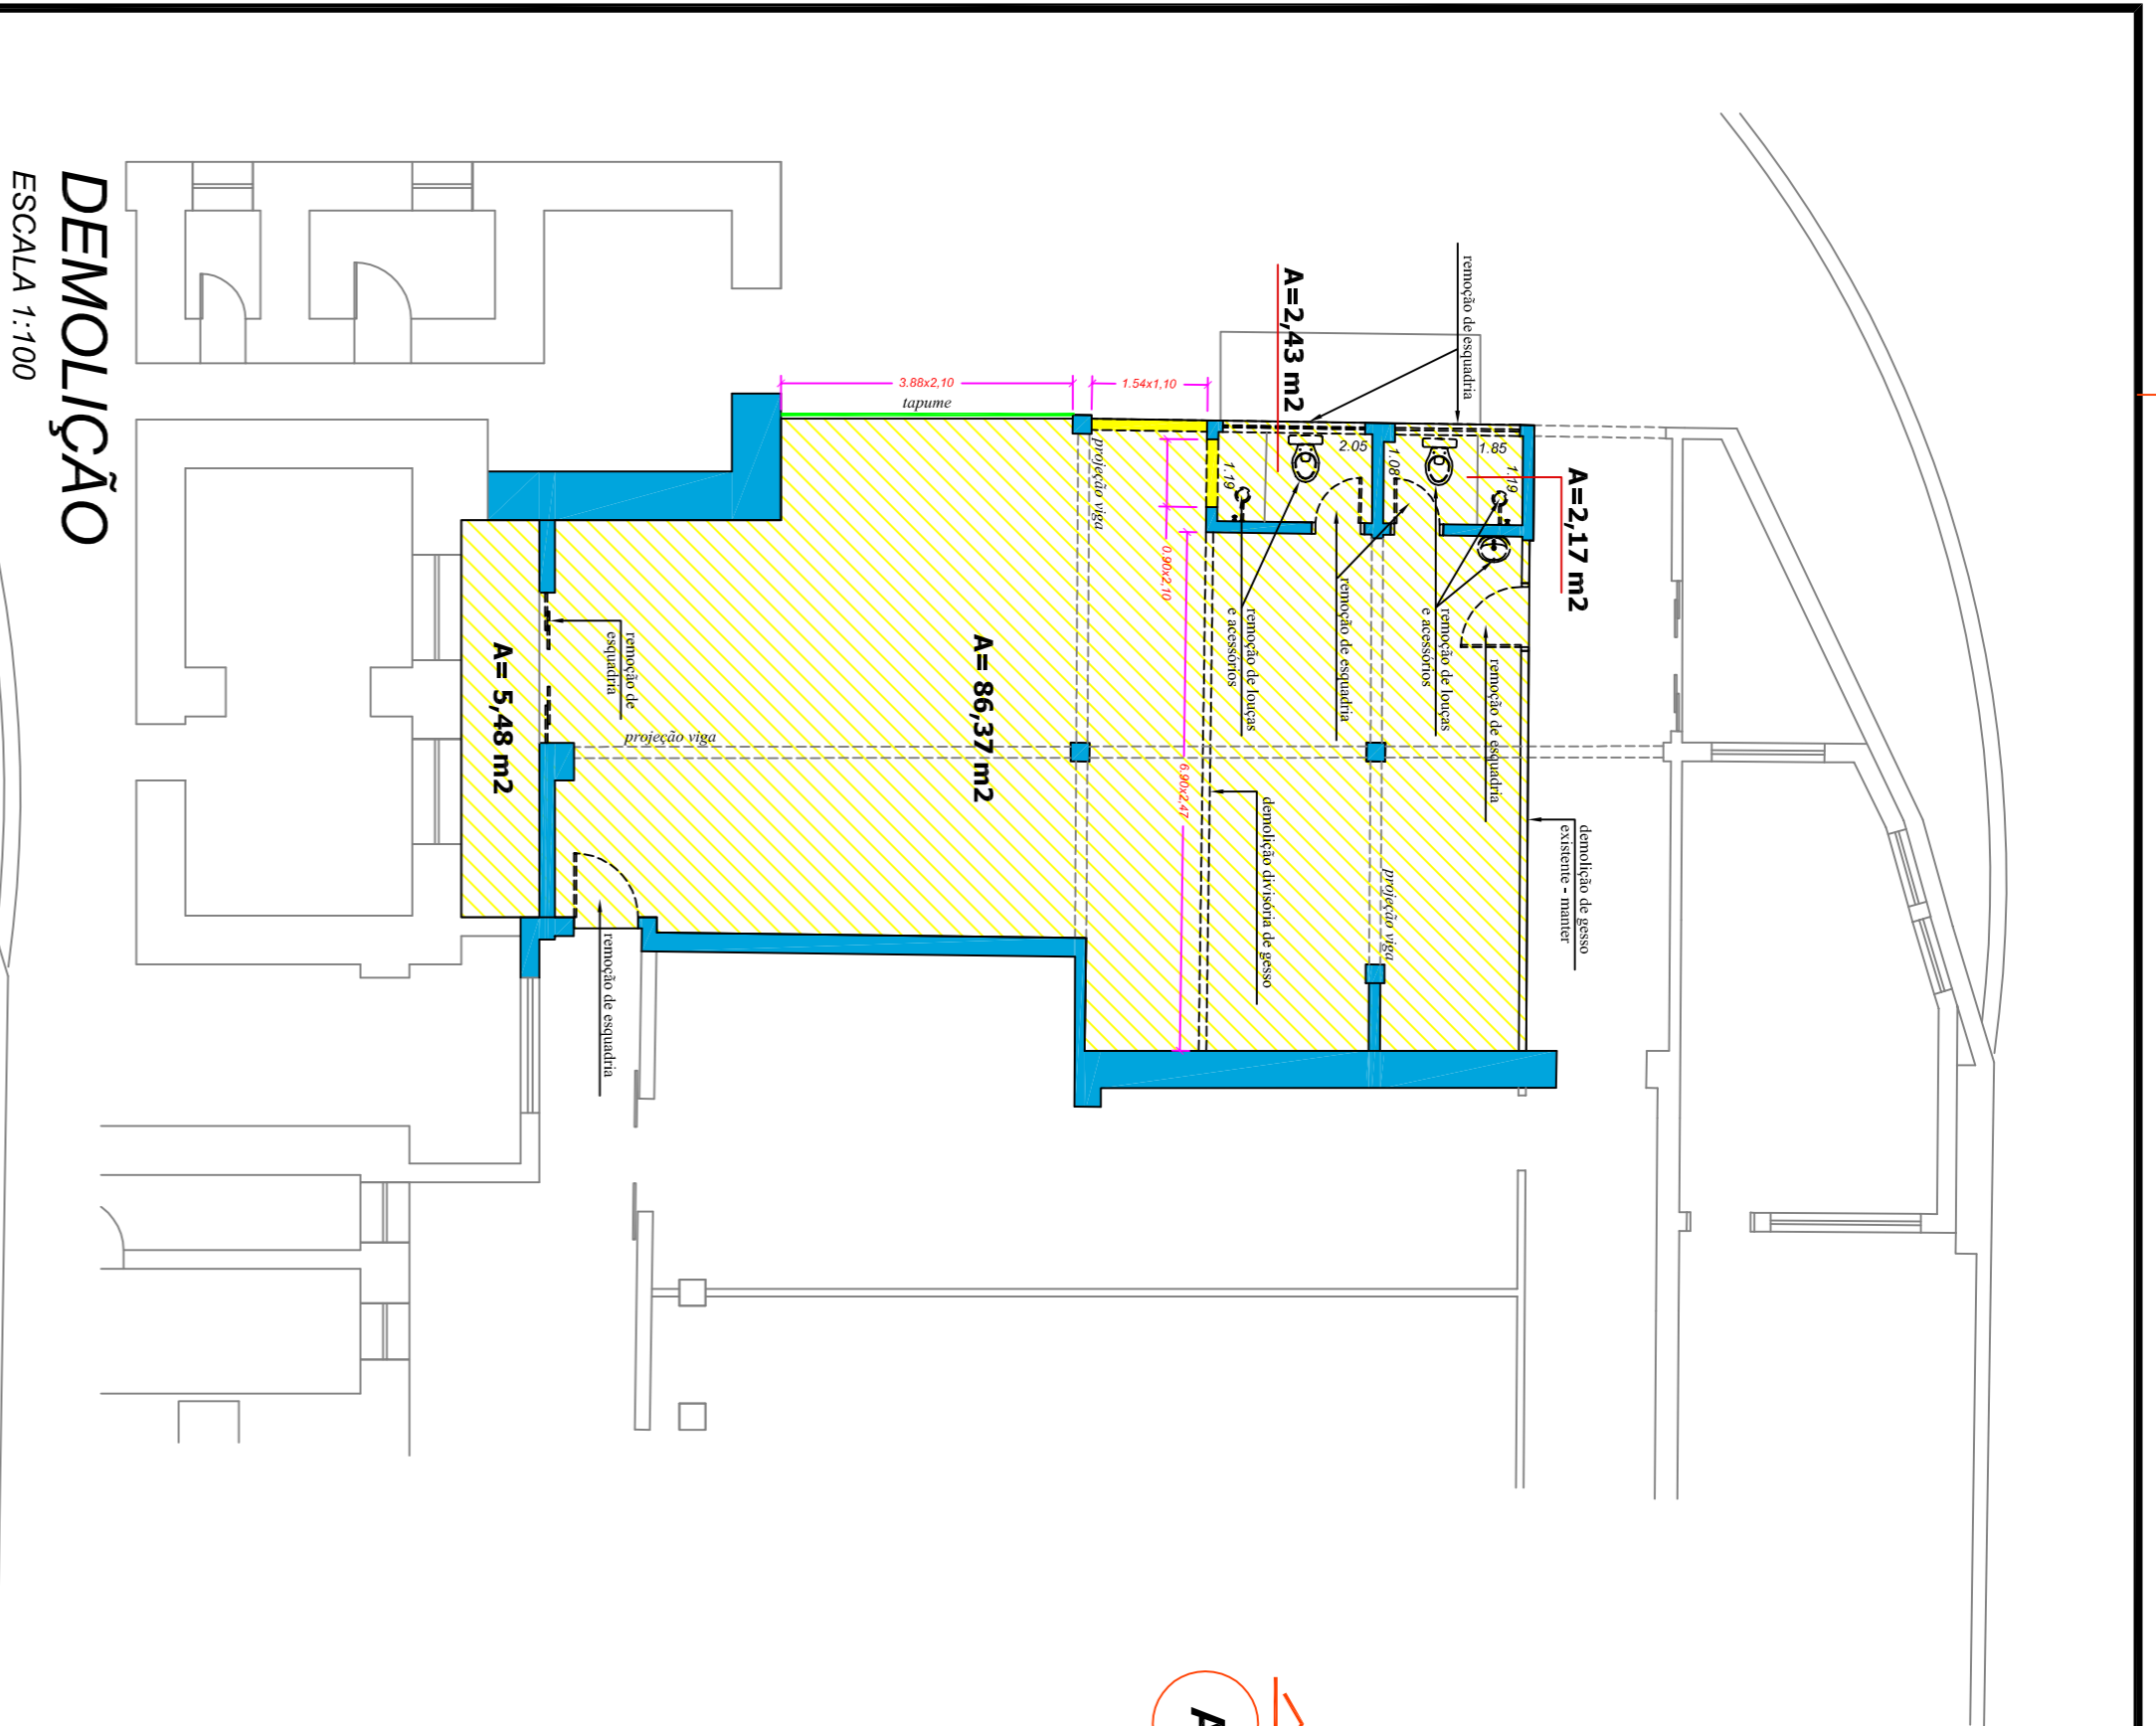 remoção de esquadria
A=2,43 m2
A=2,17 m2
3.88x2,10
tapume
1.54x1,10
projeção viga
1.19
2.05
1.08
1.85
1.19
0.90x2,10
remoção de louças
e acessórios
remoção de esquadria
remoção de louças
e acessórios
remoção de esquadria
remoção de
esquadria
A= 5,48 m2
A= 86,37 m2
projeção viga
6.90x2,47
demolição divisória de gesso
projeção viga
demolição de gesso
existente - manter
remoção de esquadria
A
DEMOLIÇÃO
ESCALA 1:100